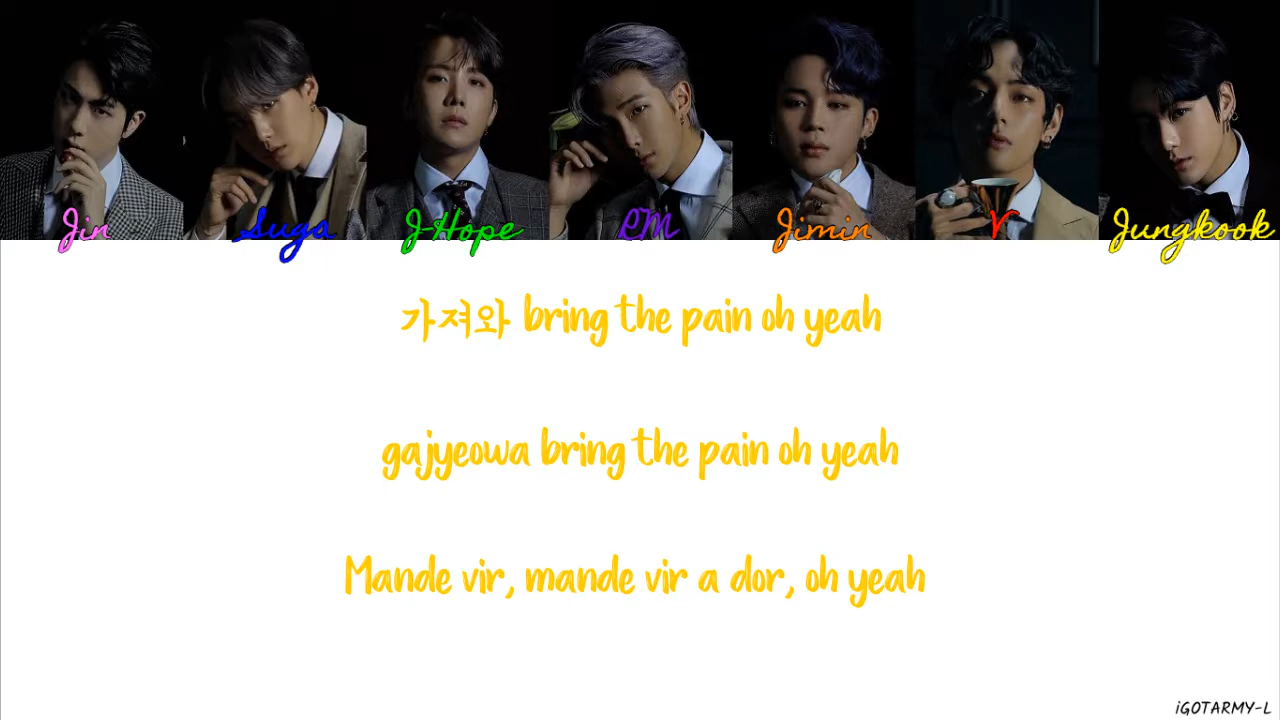 Jin Suga J-Hope RM Jimin V Jungkook
가져와 bring the pain oh yeah
gajyeowa bring the pain oh yeah
Mande vir, mande vir a dor, oh yeah
iGOTARMY-L